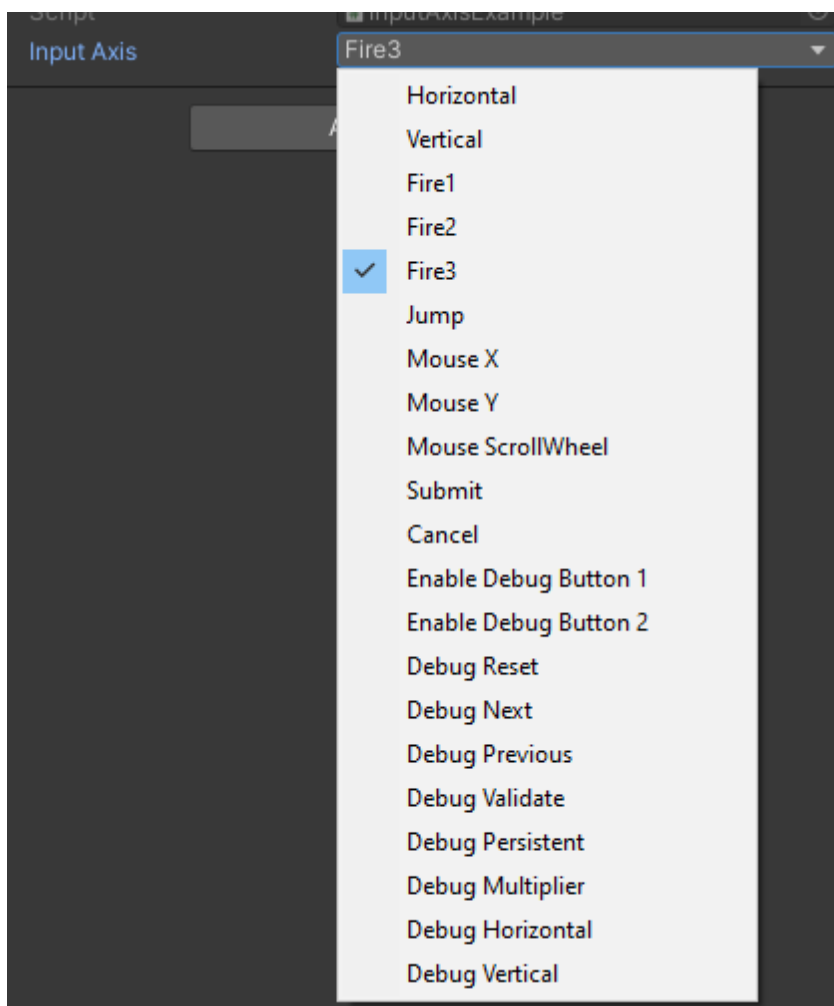 Script InputAxisExample
Input Axis Fire3
Horizontal
Vertical
Fire1
Fire2
Fire3
Jump
Mouse X
Mouse Y
Mouse ScrollWheel
Submit
Cancel
Enable Debug Button 1
Enable Debug Button 2
Debug Reset
Debug Next
Debug Previous
Debug Validate
Debug Persistent
Debug Multiplier
Debug Horizontal
Debug Vertical